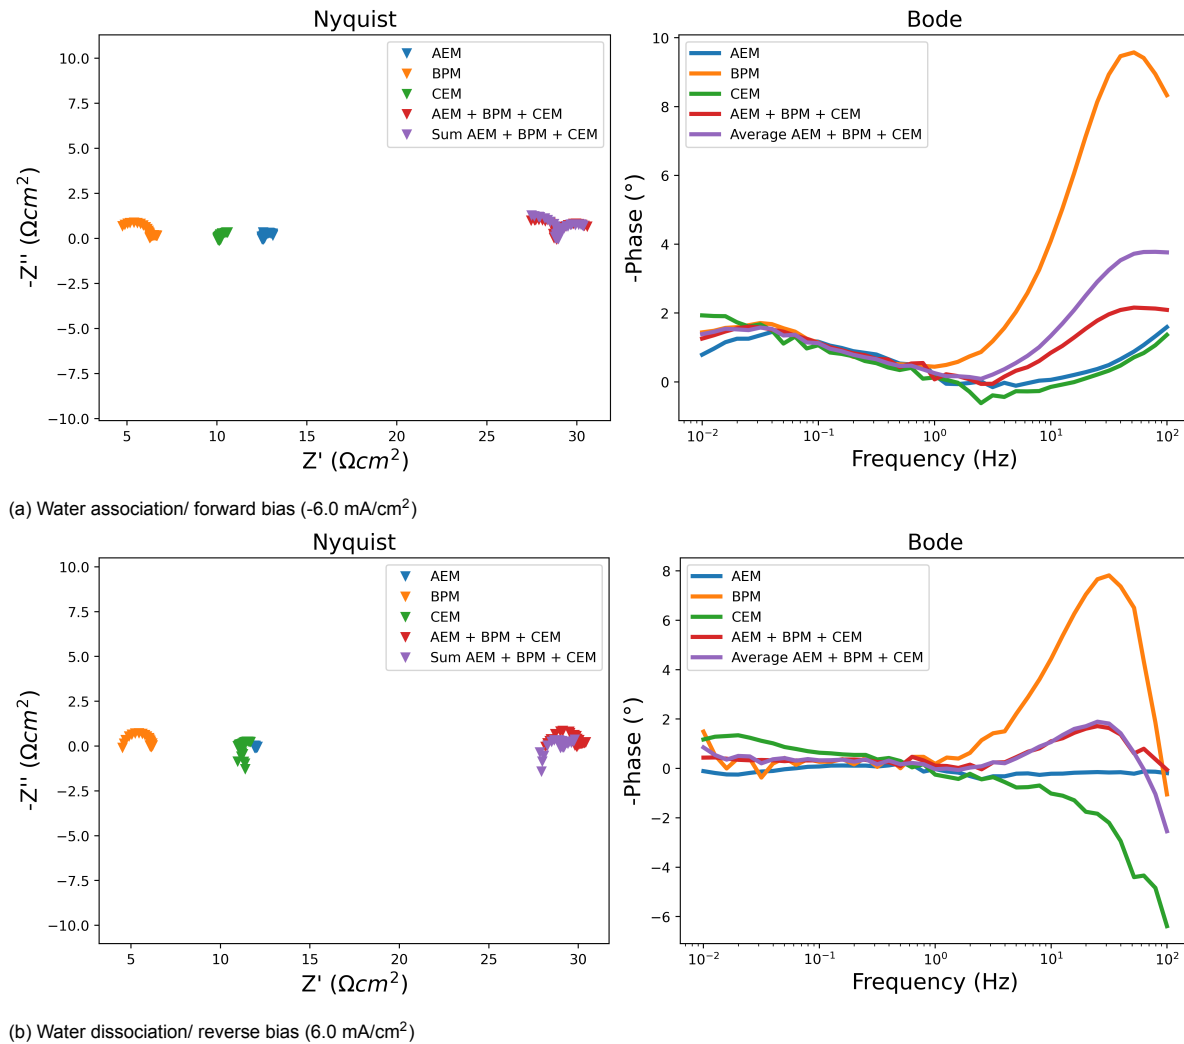 Nyquist
Bode
AEM
BPM
CEM
AEM + BPM + CEM
Sum AEM + BPM + CEM
10.0
7.5
5.0
2.5
0.0
−2.5
−5.0
−7.5
−10.0
-Z'' (Ωcm²)
5
10
15
20
25
30
Z' (Ωcm²)
AEM
BPM
CEM
AEM + BPM + CEM
Average AEM + BPM + CEM
10
8
6
4
2
0
-Phase (°)
10⁻²
10⁻¹
10⁰
10¹
10²
Frequency (Hz)
(a) Water association/ forward bias (-6.0 mA/cm²)
Nyquist
Bode
AEM
BPM
CEM
AEM + BPM + CEM
Sum AEM + BPM + CEM
10.0
7.5
5.0
2.5
0.0
−2.5
−5.0
−7.5
−10.0
-Z'' (Ωcm²)
5
10
15
20
25
30
Z' (Ωcm²)
AEM
BPM
CEM
AEM + BPM + CEM
Average AEM + BPM + CEM
8
6
4
2
0
−2
−4
−6
-Phase (°)
10⁻²
10⁻¹
10⁰
10¹
10²
Frequency (Hz)
(b) Water dissociation/ reverse bias (6.0 mA/cm²)